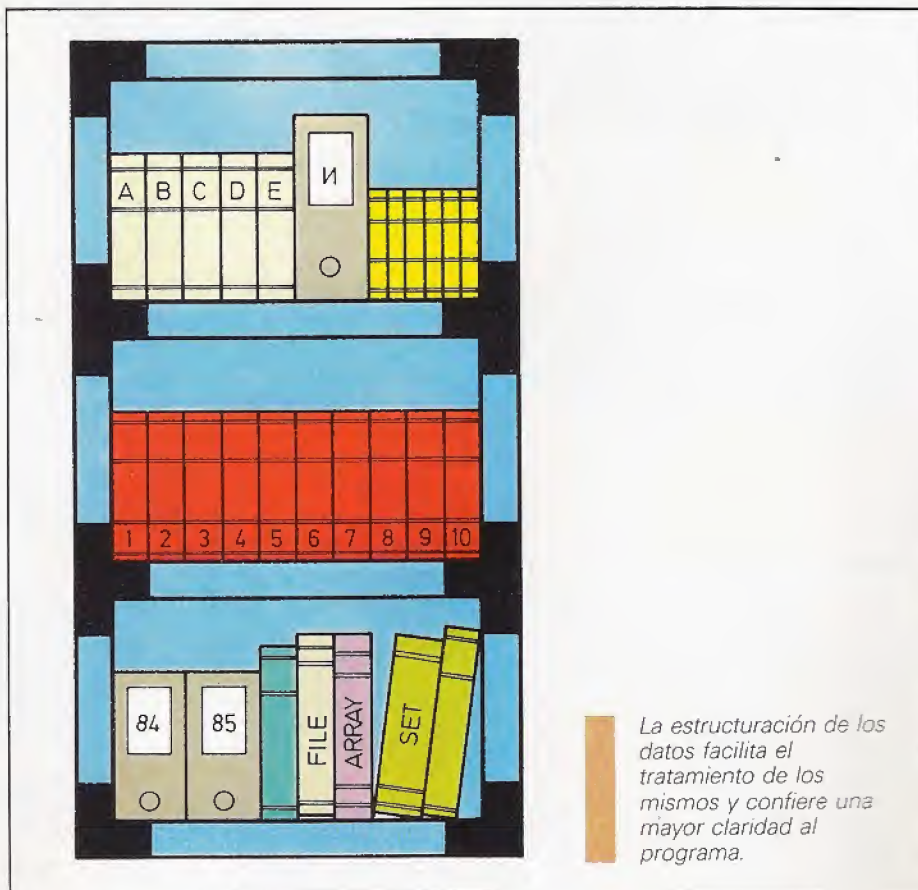 A B C D E И
1 2 3 4 5 6 7 8 9 10
84 85 FILE ARRAY SET
La estructuración de los
datos facilita el
tratamiento de los
mismos y confiere una
mayor claridad al
programa.